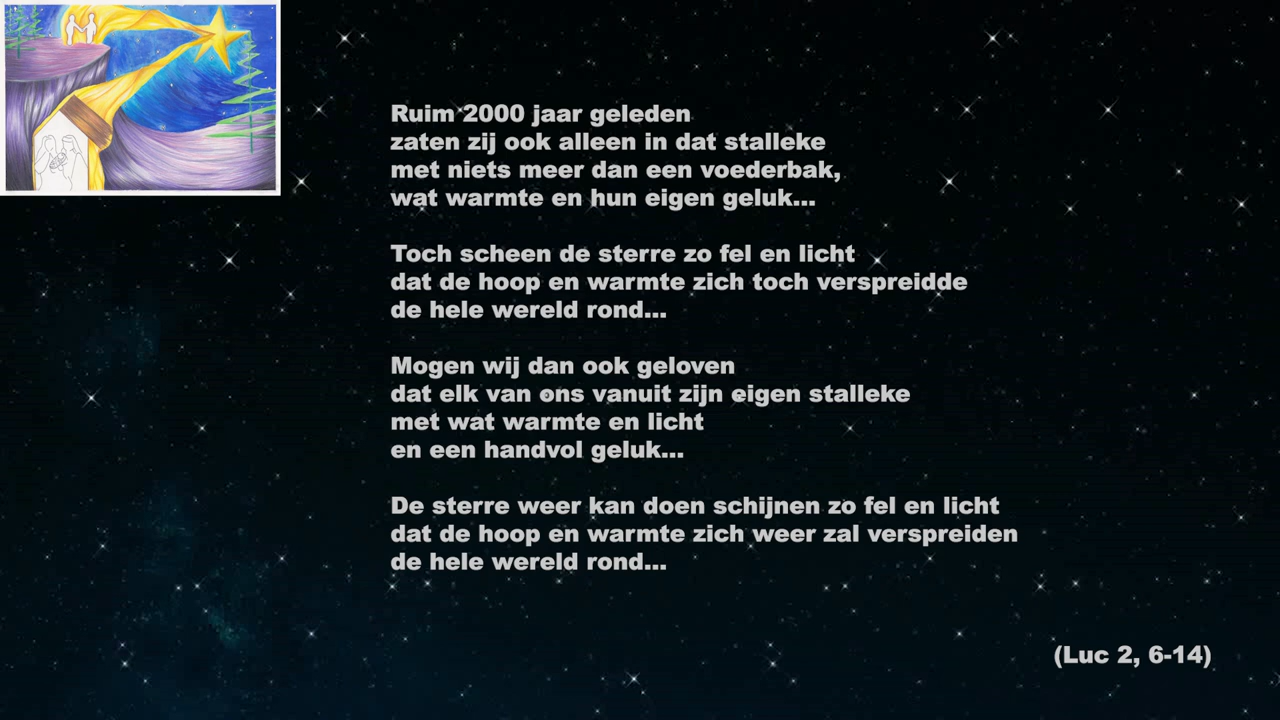 Ruim 2000 jaar geleden
zaten zij ook alleen in dat stalleke
met niets meer dan een voederbak,
wat warmte en hun eigen geluk...
Toch scheen de sterre zo fel en licht
dat de hoop en warmte zich toch verspreidde
de hele wereld rond...
Mogen wij dan ook geloven
dat elk van ons vanuit zijn eigen stalleke
met wat warmte en licht
en een handvol geluk...
De sterre weer kan doen schijnen zo fel en licht
dat de hoop en warmte zich weer zal verspreiden
de hele wereld rond...
(Luc 2, 6-14)